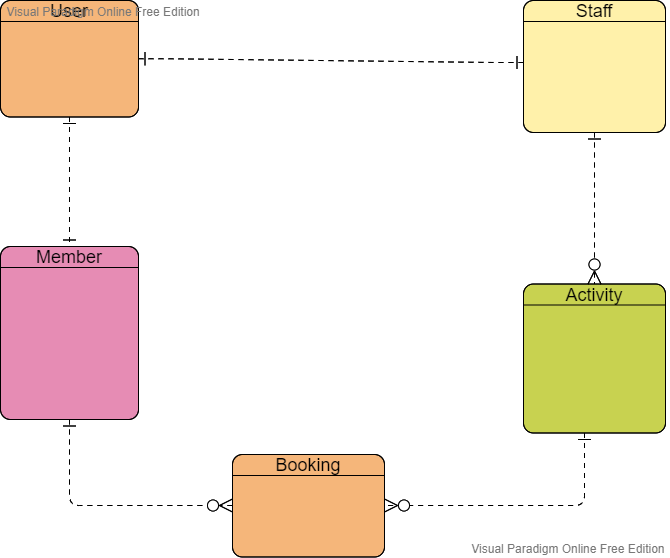 Visual Paradigm Online Free Edition
User
Staff
Member
Activity
Booking
Visual Paradigm Online Free Edition